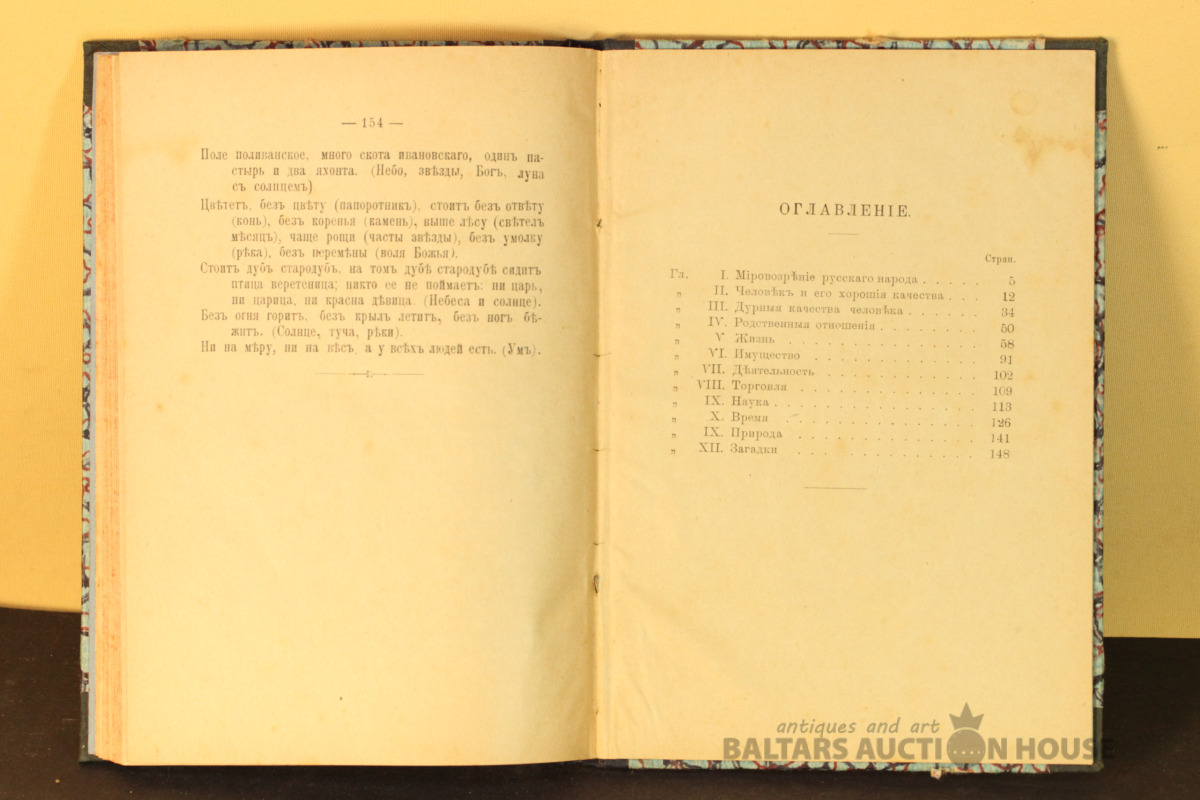 — 154 —
Поле поливанское, много скота ивановскаго, одинъ па-
стырь и два яхонта. (Небо, звѣзды, Богъ, луна
съ солнцемъ)
Цвѣтетъ безъ цвѣту (папоротникъ), стоитъ безъ отвѣту
(конь), безъ коренья (камень), выше лѣсу (свѣтелъ
мѣсяцъ), чаще рощи (часты звѣзды), безъ умолку
(рѣка), безъ перемѣны (воля Божья).
Стоитъ дубъ стародубъ, на томъ дубѣ стародубѣ сидитъ
птица веретеница; никто ее не поймаетъ: ни царь,
ни царица, ни красна дѣвица. (Небеса и солнце).
Безъ огня горитъ, безъ крылъ летитъ, безъ ногъ бѣ-
житъ. (Солнце, туча, рѣки).
Ни на мѣру, ни на вѣсъ, а у всѣхъ людей есть. (Умъ).
ОГЛАВЛЕНІЕ.
Стран.
Гл. I. Міровозрѣніе русскаго народа . . . . 5
„ II. Человѣкъ и его хорошія качества . . . 12
„ III. Дурныя качества человѣка . . . . . . 34
„ IV. Родственныя отношенія . . . . . . . 50
„ V Жизнь . . . . . . . . . . . . . 58
„ VI. Имущество . . . . . . . . . . . 91
„ VII. Дѣятельность . . . . . . . . . . 102
„ VIII. Торговля . . . . . . . . . . . . 109
„ IX. Наука . . . . . . . . . . . . . 113
„ X. Время . . . . . . . . . . . . 126
„ IX. Природа . . . . . . . . . . . . 141
„ XII. Загадки . . . . . . . . . . . . 148
antiques and art
BALTARS AUCTION HOUSE